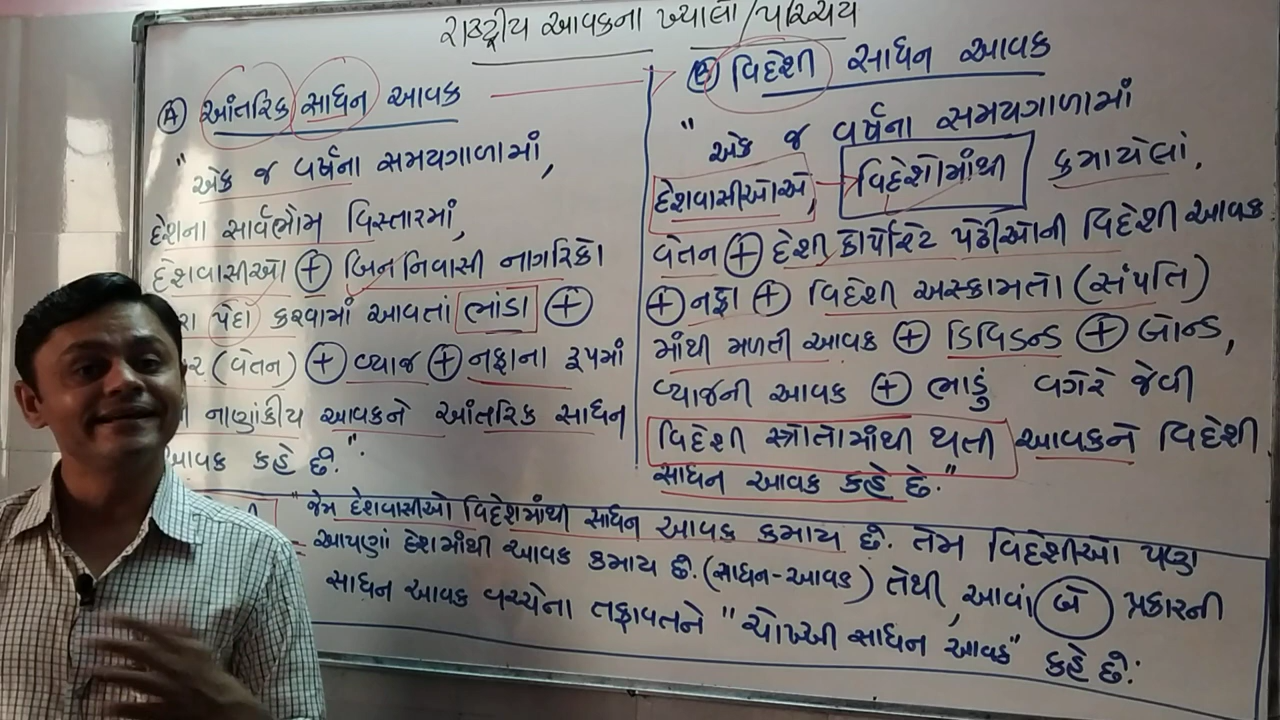 રાષ્ટ્રીય આવકના ખ્યાલો/પરિચય
(A) આંતરિક સાધન આવક
" એક જ વર્ષના સમયગાળામાં,
દેશના સાર્વભૌમ વિસ્તારમાં,
દેશવાસીઓ + બિન નિવાસી નાગરિકો
પેદા કરવામાં આવતાં ભાંડા +
(વેતન) + વ્યાજ + નફાના રૂપમાં
નાણાંકીય આવકને આંતરિક સાધન
આવક કહે છે."
(B) વિદેશી સાધન આવક
" એક જ વર્ષના સમયગાળામાં
દેશવાસીઓએ, વિદેશોમાંથી કમાયેલાં,
વેતન + દેશી કોર્પોરેટ પેઢીઓની વિદેશી આવક
+ નફા + વિદેશી અસ્કામતો (સંપતિ)
માંથી મળતી આવક + ડિવિડન્ડ + બોન્ડ,
વ્યાજની આવક + ભાડું વગેરે જેવી
વિદેશી સ્ત્રોતોમાંથી થતી આવકને વિદેશી
સાધન આવક કહે છે."
" જેમ દેશવાસીઓ વિદેશમાંથી સાધન આવક કમાય છે. તેમ વિદેશીઓ પણ
આપણાં દેશમાંથી આવક કમાય છે. (સાધન-આવક) તેથી, આવાં બે પ્રકારની
સાધન આવક વચ્ચેના તફાવતને "ચોખ્ખી સાધન આવક" કહે છે.